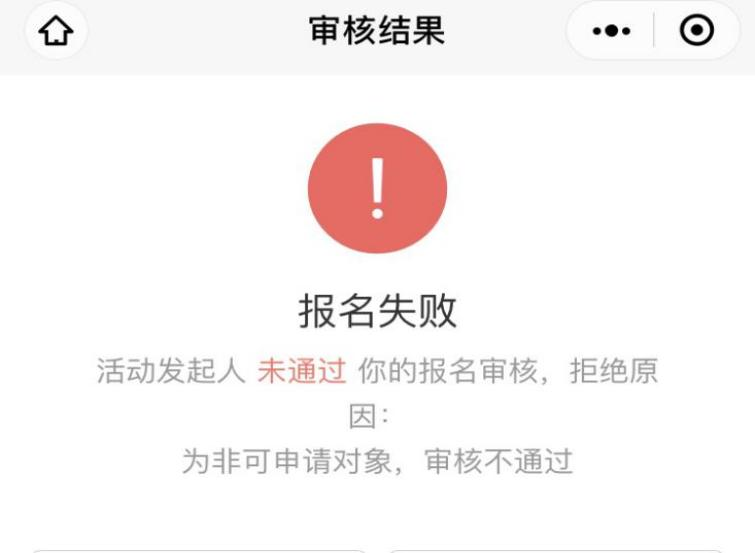 审核结果
报名失败
活动发起人 未通过 你的报名审核，拒绝原
因：
为非可申请对象，审核不通过